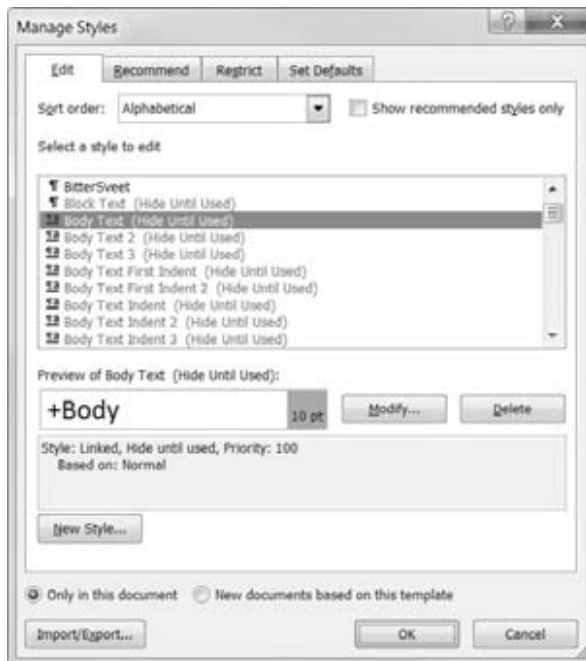 Manage Styles
Edit Recommend Restrict Set Defaults
Sort order: Alphabetical Show recommended styles only
Select a style to edit
BitterSveet
Block Text (Hide Until Used)
Body Text (Hide Until Used)
Body Text 2 (Hide Until Used)
Body Text 3 (Hide Until Used)
Body Text First Indent (Hide Until Used)
Body Text First Indent 2 (Hide Until Used)
Body Text Indent (Hide Until Used)
Body Text Indent 2 (Hide Until Used)
Body Text Indent 3 (Hide Until Used)
Preview of Body Text (Hide Until Used):
+Body 10 pt Modify... Delete
Style: Linked, Hide until used, Priority: 100
Based on: Normal
New Style...
Only in this document New documents based on this template
Import/Export... OK Cancel